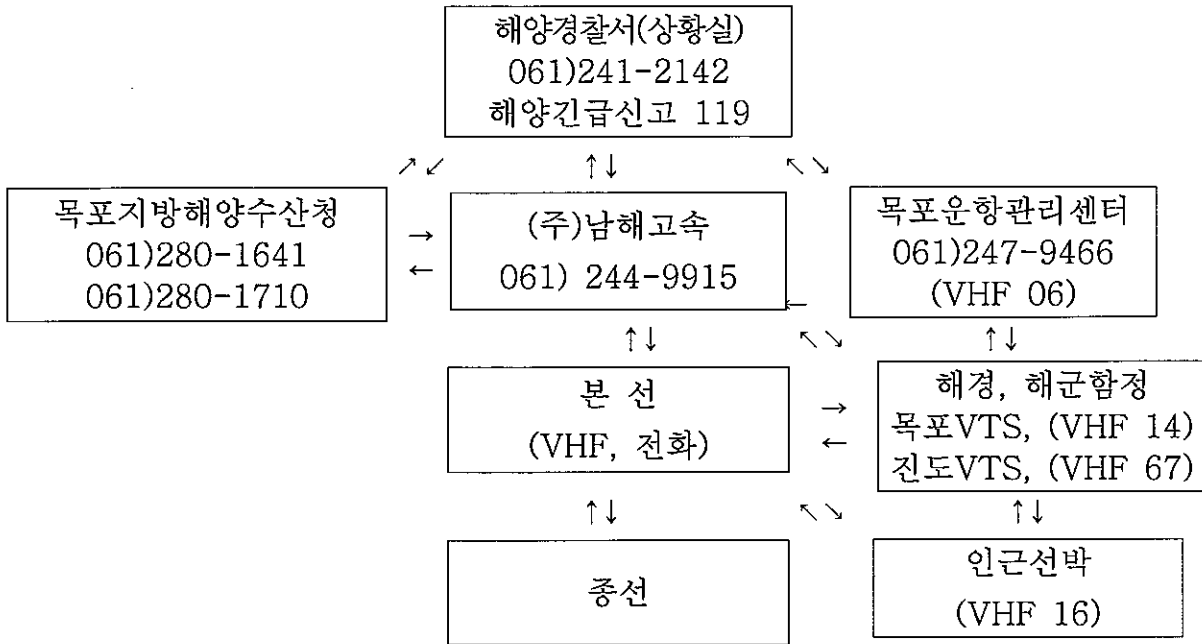 해양경찰서(상황실)
061)241-2142
해양긴급신고 119
↗↙ ↑↓ ↖↘
목포지방해양수산청
061)280-1641
061)280-1710
→
←
(주)남해고속
061) 244-9915
←
목포운항관리센터
061)247-9466
(VHF 06)
↑↓ ↖↘ ↑↓
본 선
(VHF, 전화)
→
←
해경, 해군함정
목포VTS, (VHF 14)
진도VTS, (VHF 67)
↑↓ ↖↘ ↑↓
종선
인근선박
(VHF 16)